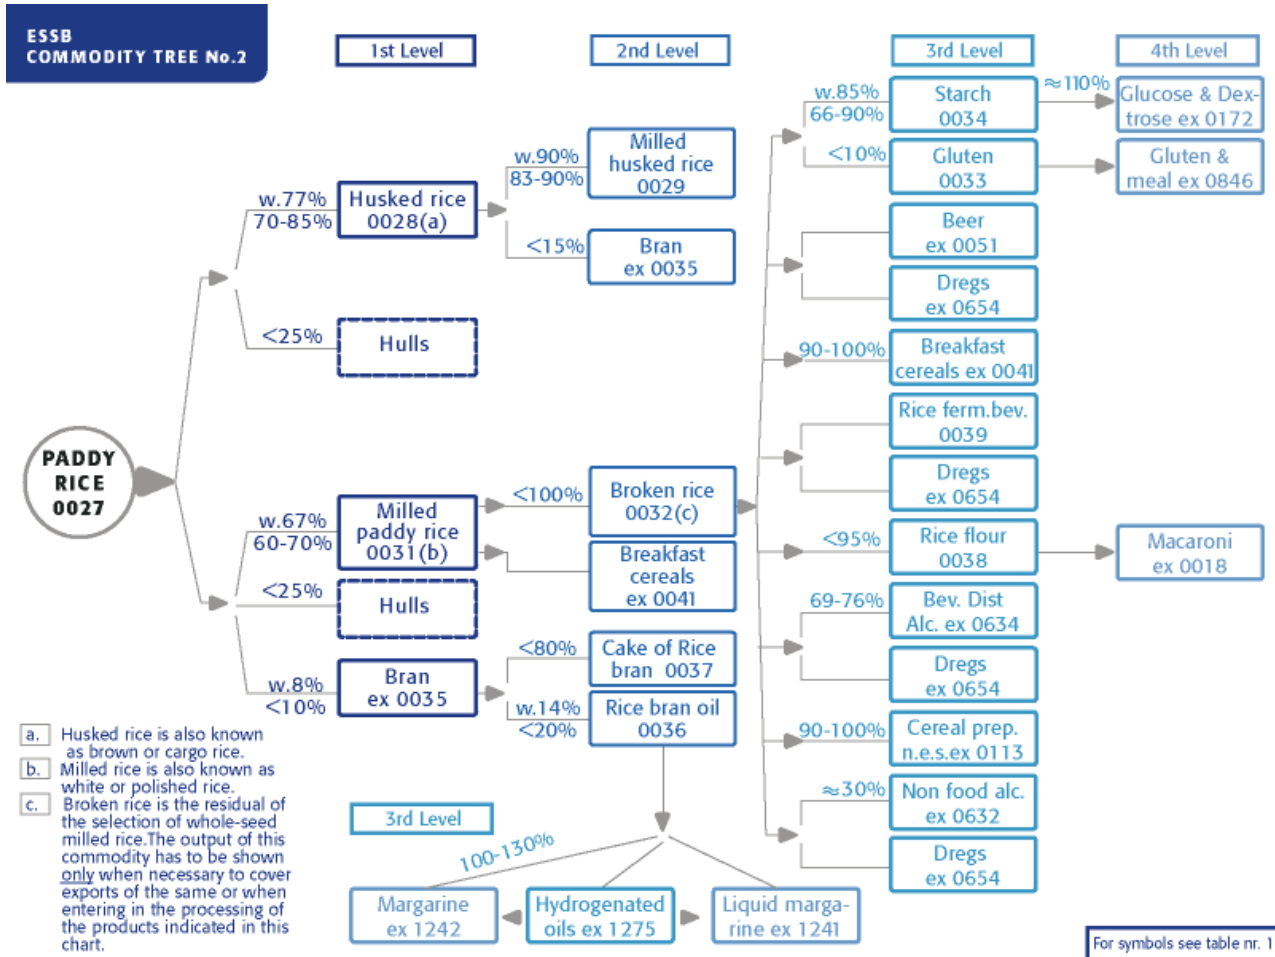 ESSB
COMMODITY TREE No.2
1st Level
2nd Level
3rd Level
4th Level
PADDY
RICE
0027
w.77%
70-85%
Husked rice
0028(a)
<25%
Hulls
w.90%
83-90%
Milled
husked rice
0029
<15%
Bran
ex 0035
w.67%
60-70%
Milled
paddy rice
0031(b)
<25%
Hulls
w.8%
<10%
Bran
ex 0035
<100%
Broken rice
0032(c)
Breakfast
cereals
ex 0041
<80%
Cake of Rice
bran 0037
w.14%
<20%
Rice bran oil
0036
w.85%
66-90%
Starch
0034
≈110%
Glucose & Dex-
trose ex 0172
<10%
Gluten
0033
Gluten &
meal ex 0846
Beer
ex 0051
Dregs
ex 0654
90-100%
Breakfast
cereals ex 0041
Rice ferm.bev.
0039
Dregs
ex 0654
<95%
Rice flour
0038
Macaroni
ex 0018
69-76%
Bev. Dist
Alc. ex 0634
Dregs
ex 0654
90-100%
Cereal prep.
n.e.s.ex 0113
≈30%
Non food alc.
ex 0632
Dregs
ex 0654
3rd Level
100-130%
Margarine
ex 1242
Hydrogenated
oils ex 1275
Liquid marga-
rine ex 1241
a. Husked rice is also known
as brown or cargo rice.
b. Milled rice is also known as
white or polished rice.
c. Broken rice is the residual of
the selection of whole-seed
milled rice.The output of this
commodity has to be shown
only when necessary to cover
exports of the same or when
entering in the processing of
the products indicated in this
chart.
For symbols see table nr. 1